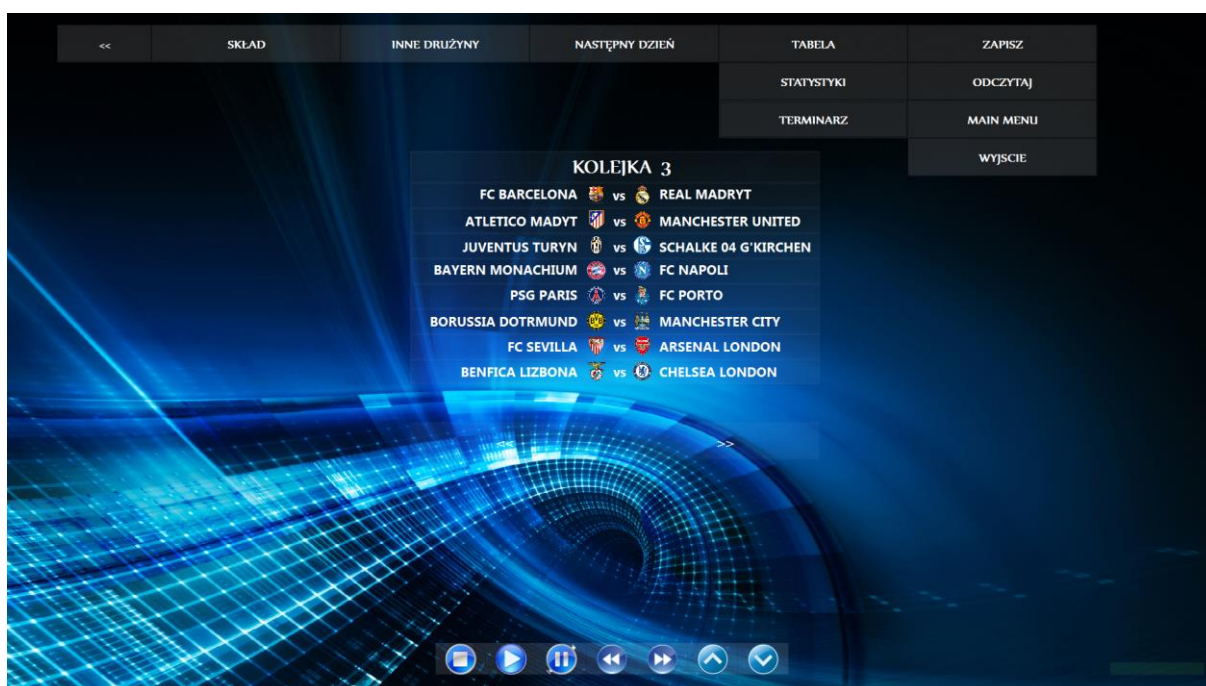 << SKŁAD INNE DRUŻYNY NASTĘPNY DZIEŃ TABELA ZAPISZ
STATYSTYKI ODCZYTAJ
TERMINARZ MAIN MENU
WYJSCIE
KOLEJKA 3
FC BARCELONA vs REAL MADRYT
ATLETICO MADYT vs MANCHESTER UNITED
JUVENTUS TURYN vs SCHALKE 04 G'KIRCHEN
BAYERN MONACHIUM vs FC NAPOLI
PSG PARIS vs FC PORTO
BORUSSIA DOTRMUND vs MANCHESTER CITY
FC SEVILLA vs ARSENAL LONDON
BENFICA LIZBONA vs CHELSEA LONDON
<< >>